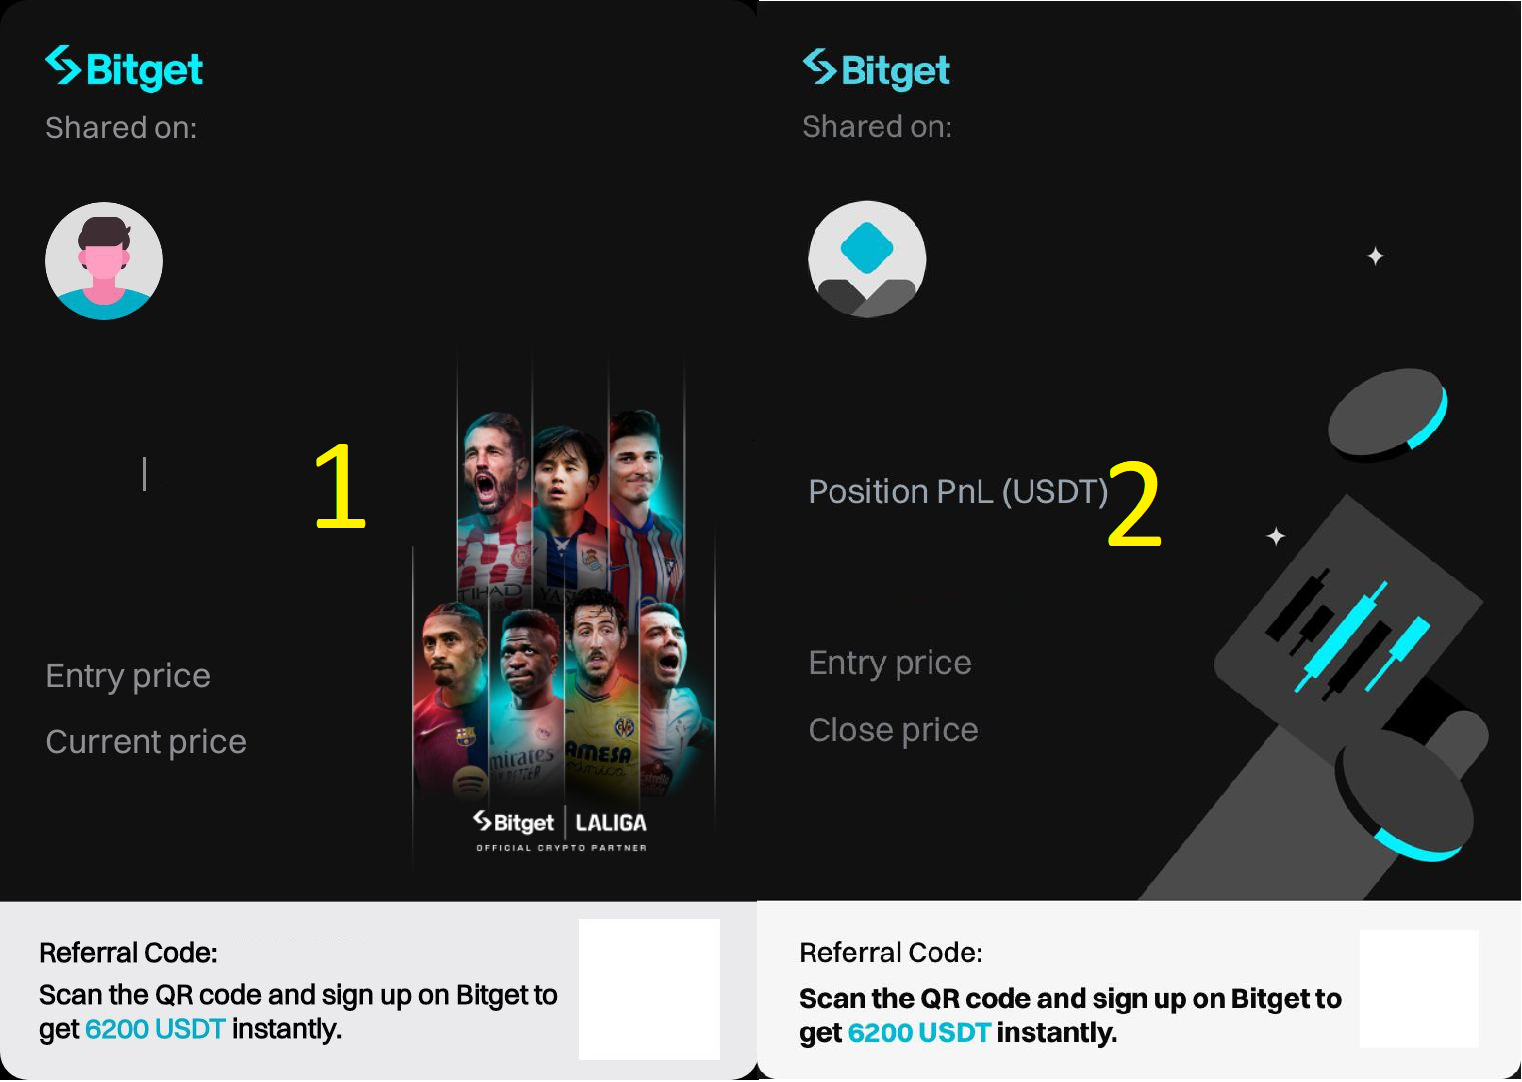 Bitget
Shared on:
1
Entry price
Current price
Bitget | LALIGA
OFFICIAL CRYPTO PARTNER
Referral Code:
Scan the QR code and sign up on Bitget to
get 6200 USDT instantly.
Bitget
Shared on:
Position PnL (USDT)
2
Entry price
Close price
Referral Code:
Scan the QR code and sign up on Bitget to
get 6200 USDT instantly.